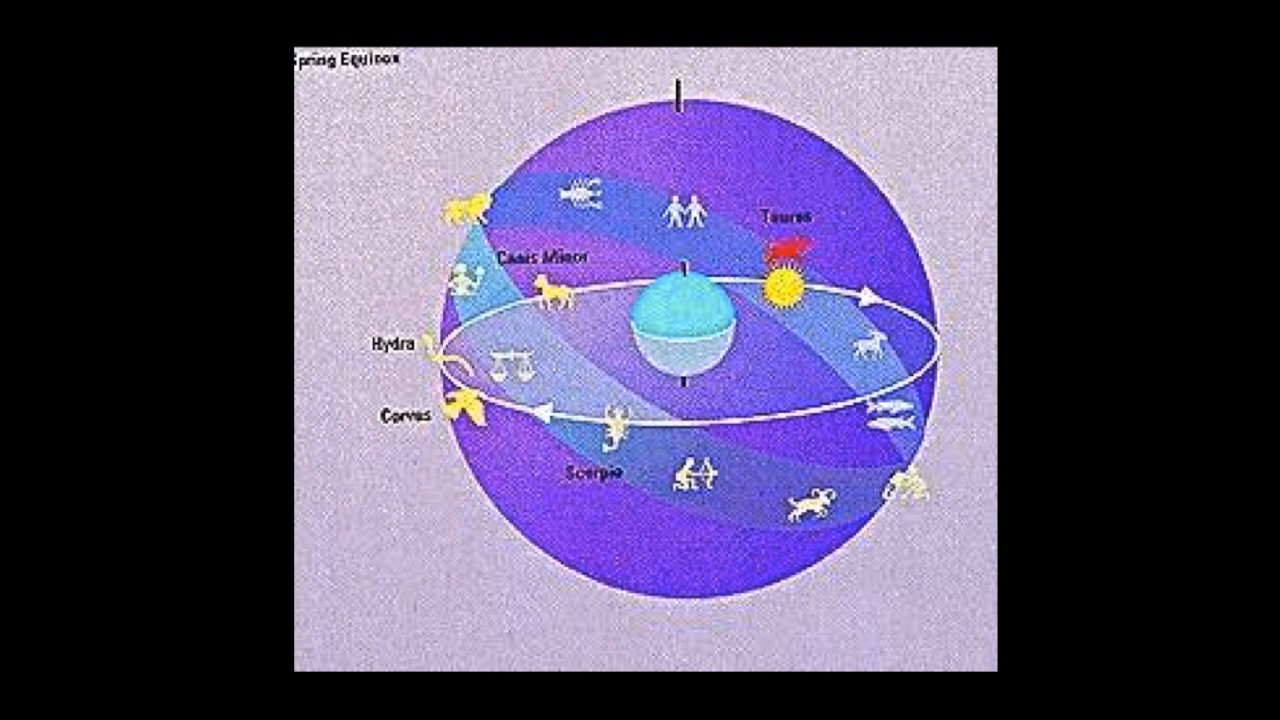 Spring Equinox
Taurus
Canis Minor
Hydra
Corvus
Scorpio